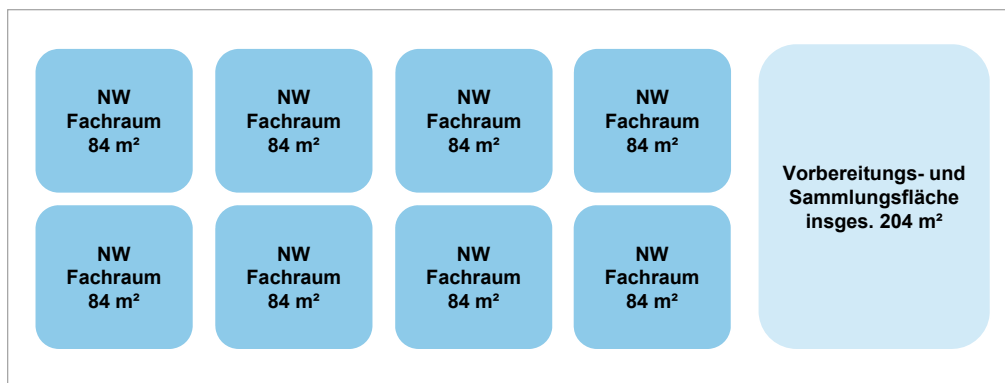 NW
Fachraum
84 m²
NW
Fachraum
84 m²
NW
Fachraum
84 m²
NW
Fachraum
84 m²
Vorbereitungs- und
Sammlungsfläche
insges. 204 m²
NW
Fachraum
84 m²
NW
Fachraum
84 m²
NW
Fachraum
84 m²
NW
Fachraum
84 m²